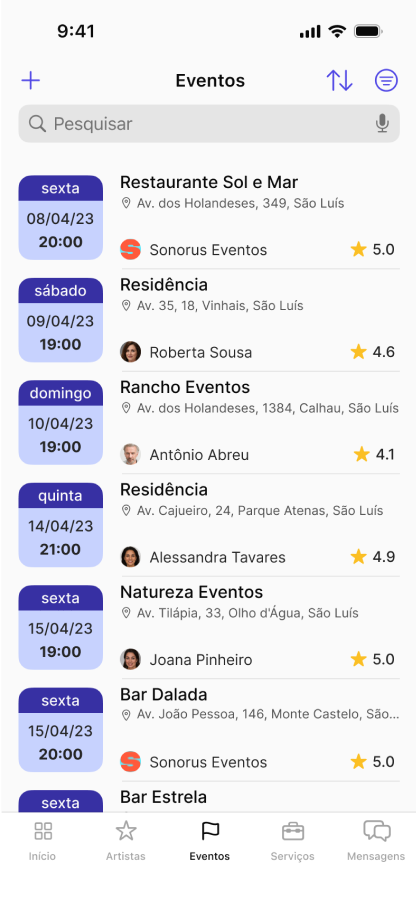 9:41
Eventos
Pesquisar
sexta
08/04/23
20:00
Restaurante Sol e Mar
Av. dos Holandeses, 349, São Luís
Sonorus Eventos
5.0
sábado
09/04/23
19:00
Residência
Av. 35, 18, Vinhais, São Luís
Roberta Sousa
4.6
domingo
10/04/23
19:00
Rancho Eventos
Av. dos Holandeses, 1384, Calhau, São Luís
Antônio Abreu
4.1
quinta
14/04/23
21:00
Residência
Av. Cajueiro, 24, Parque Atenas, São Luís
Alessandra Tavares
4.9
sexta
15/04/23
19:00
Natureza Eventos
Av. Tilápia, 33, Olho d'Água, São Luís
Joana Pinheiro
5.0
sexta
15/04/23
20:00
Bar Dalada
Av. João Pessoa, 146, Monte Castelo, São...
Sonorus Eventos
5.0
sexta
Bar Estrela
Início
Artistas
Eventos
Serviços
Mensagens